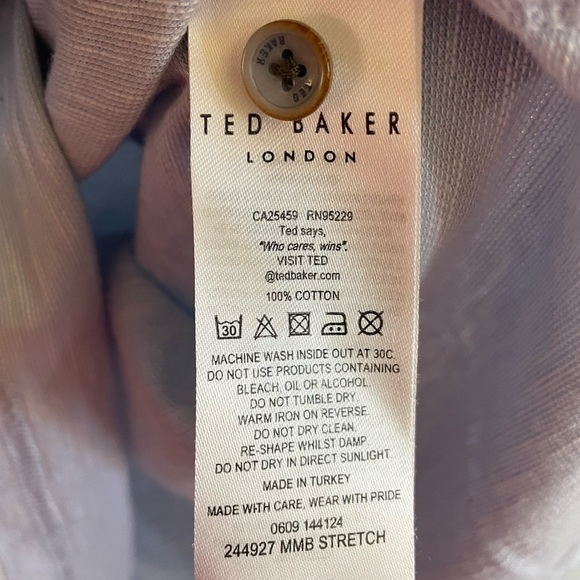 TED BAKER
TED BAKER
LONDON
CA25459 RN95229
Ted says,
"Who cares, wins".
VISIT TED
@tedbaker.com
100% COTTON
30
MACHINE WASH INSIDE OUT AT 30C.
DO NOT USE PRODUCTS CONTAINING
BLEACH, OIL OR ALCOHOL.
DO NOT TUMBLE DRY.
WARM IRON ON REVERSE.
DO NOT DRY CLEAN.
RE-SHAPE WHILST DAMP.
DO NOT DRY IN DIRECT SUNLIGHT.
MADE IN TURKEY
MADE WITH CARE, WEAR WITH PRIDE
0609 144124
244927 MMB STRETCH